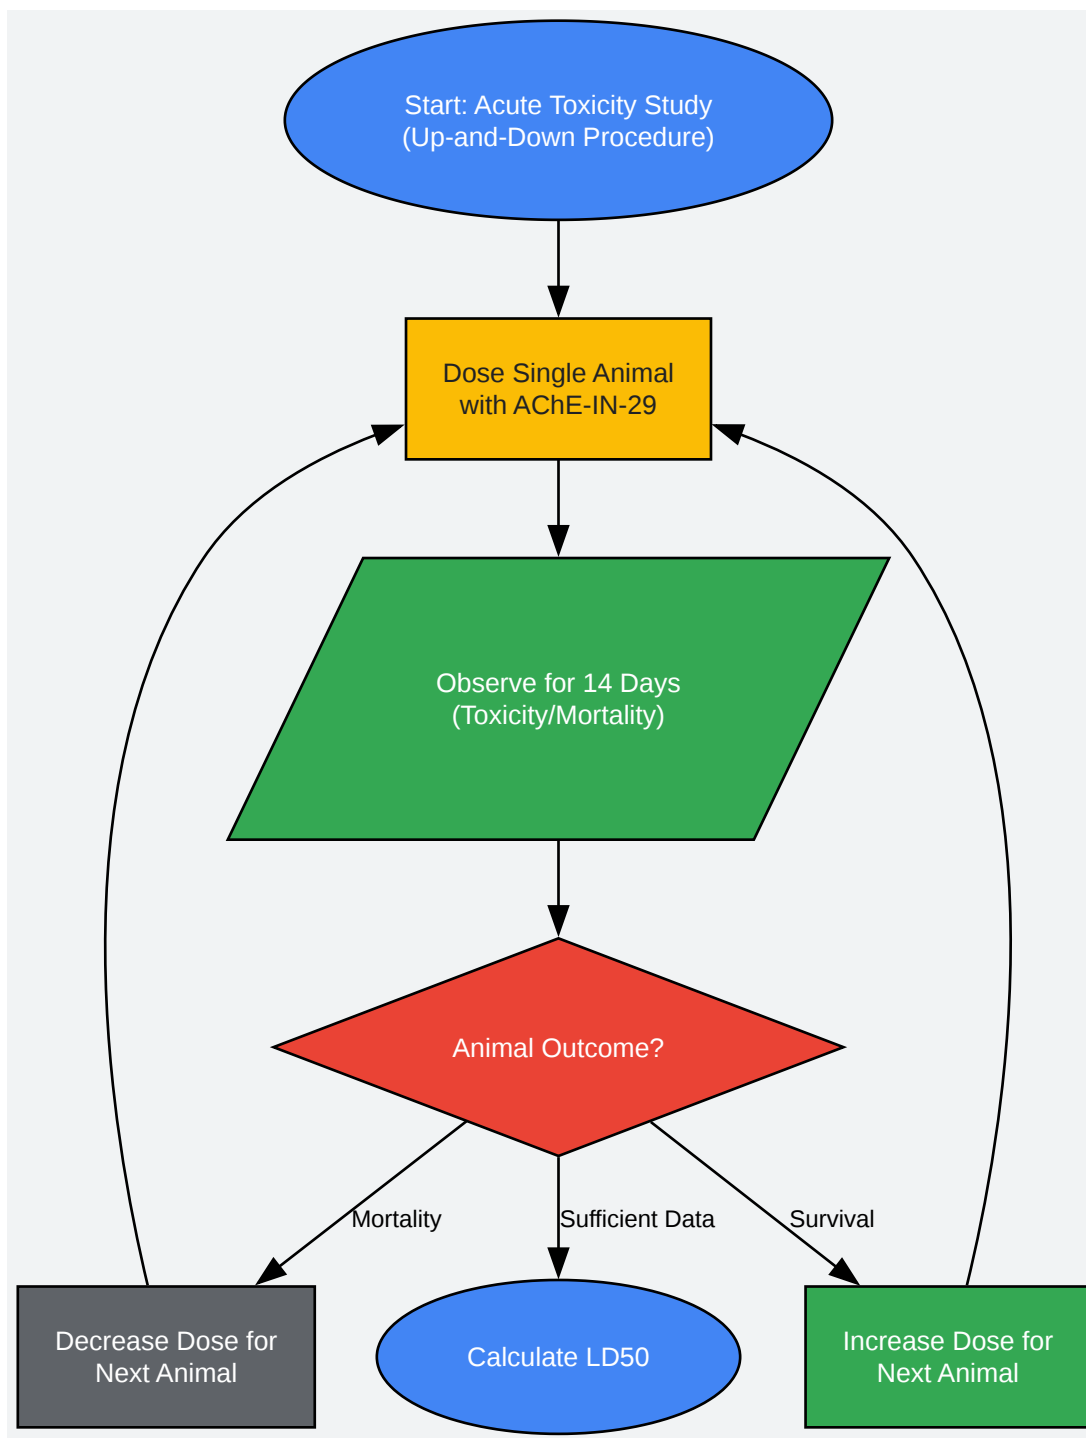 Start: Acute Toxicity Study
(Up-and-Down Procedure)
Dose Single Animal
with AChE-IN-29
Observe for 14 Days
(Toxicity/Mortality)
Animal Outcome?
Mortality
Sufficient Data
Survival
Decrease Dose for
Next Animal
Calculate LD50
Increase Dose for
Next Animal